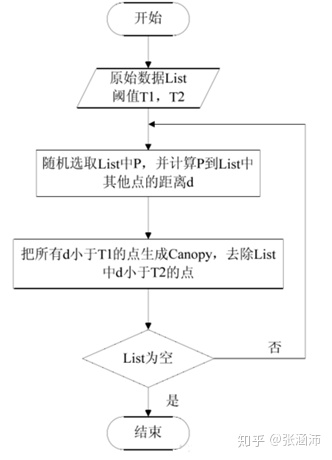 开始
原始数据List
阈值T1，T2
随机选取List中P，并计算P到List中
其他点的距离d
把所有d小于T1的点生成Canopy，去除List
中d小于T2的点
List为空
否
是
结束
知乎 @张涵沛